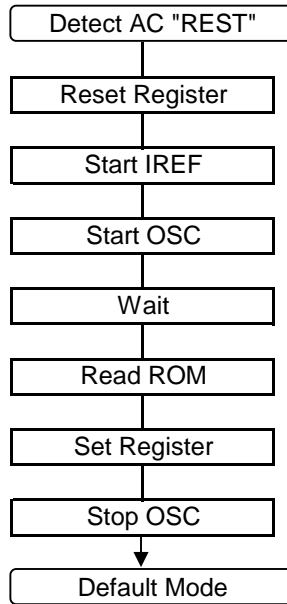 Detect AC "REST"
Reset Register
Start IREF
Start OSC
Wait
Read ROM
Set Register
Stop OSC
Default Mode